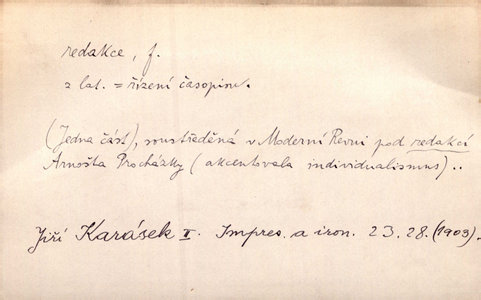 redakce, f.
z lat. = řízení časopisu.
(Jedna část), soustředěná v Moderní Revui pod redakcí
Arnošta Procházky (akcentovala individualismus)..
Jiří Karásek I. Impres. a iron. 23.28.(1903).